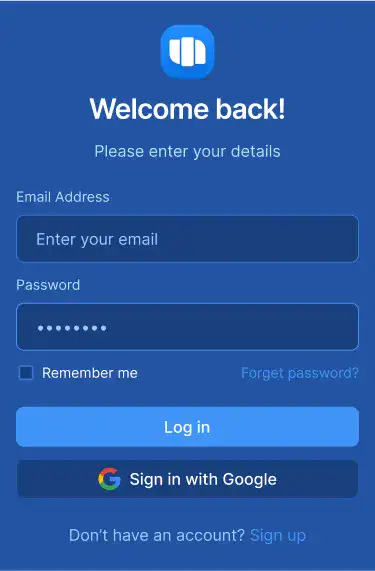 Welcome back!
Please enter your details
Email Address
Enter your email
Password
Remember me
Forget password?
Log in
Sign in with Google
Don't have an account? Sign up